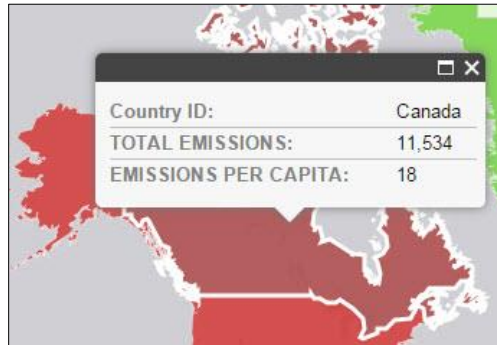 Country ID: Canada
TOTAL EMISSIONS: 11,534
EMISSIONS PER CAPITA: 18